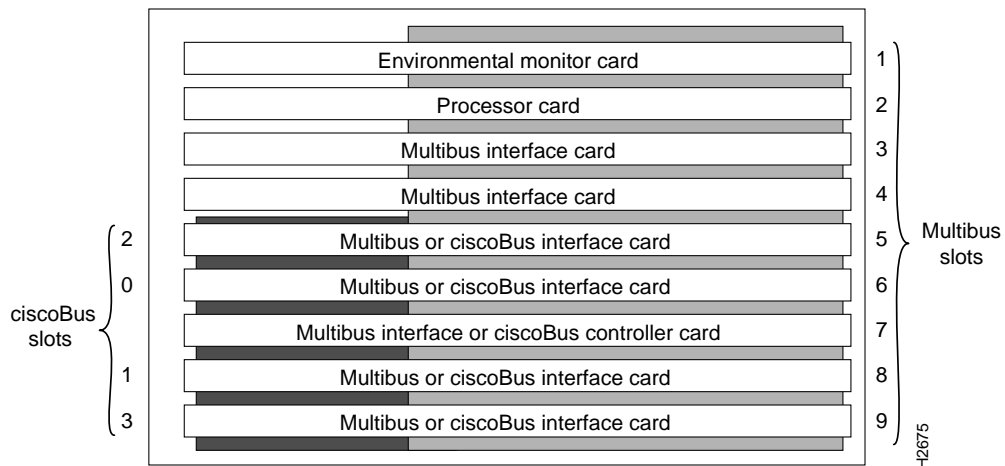 Environmental monitor card 1
Processor card 2
Multibus interface card 3
Multibus interface card 4
2 Multibus or ciscoBus interface card 5
0 Multibus or ciscoBus interface card 6
Multibus interface or ciscoBus controller card 7
1 Multibus or ciscoBus interface card 8
3 Multibus or ciscoBus interface card 9
ciscoBus
slots
Multibus
slots
H2675